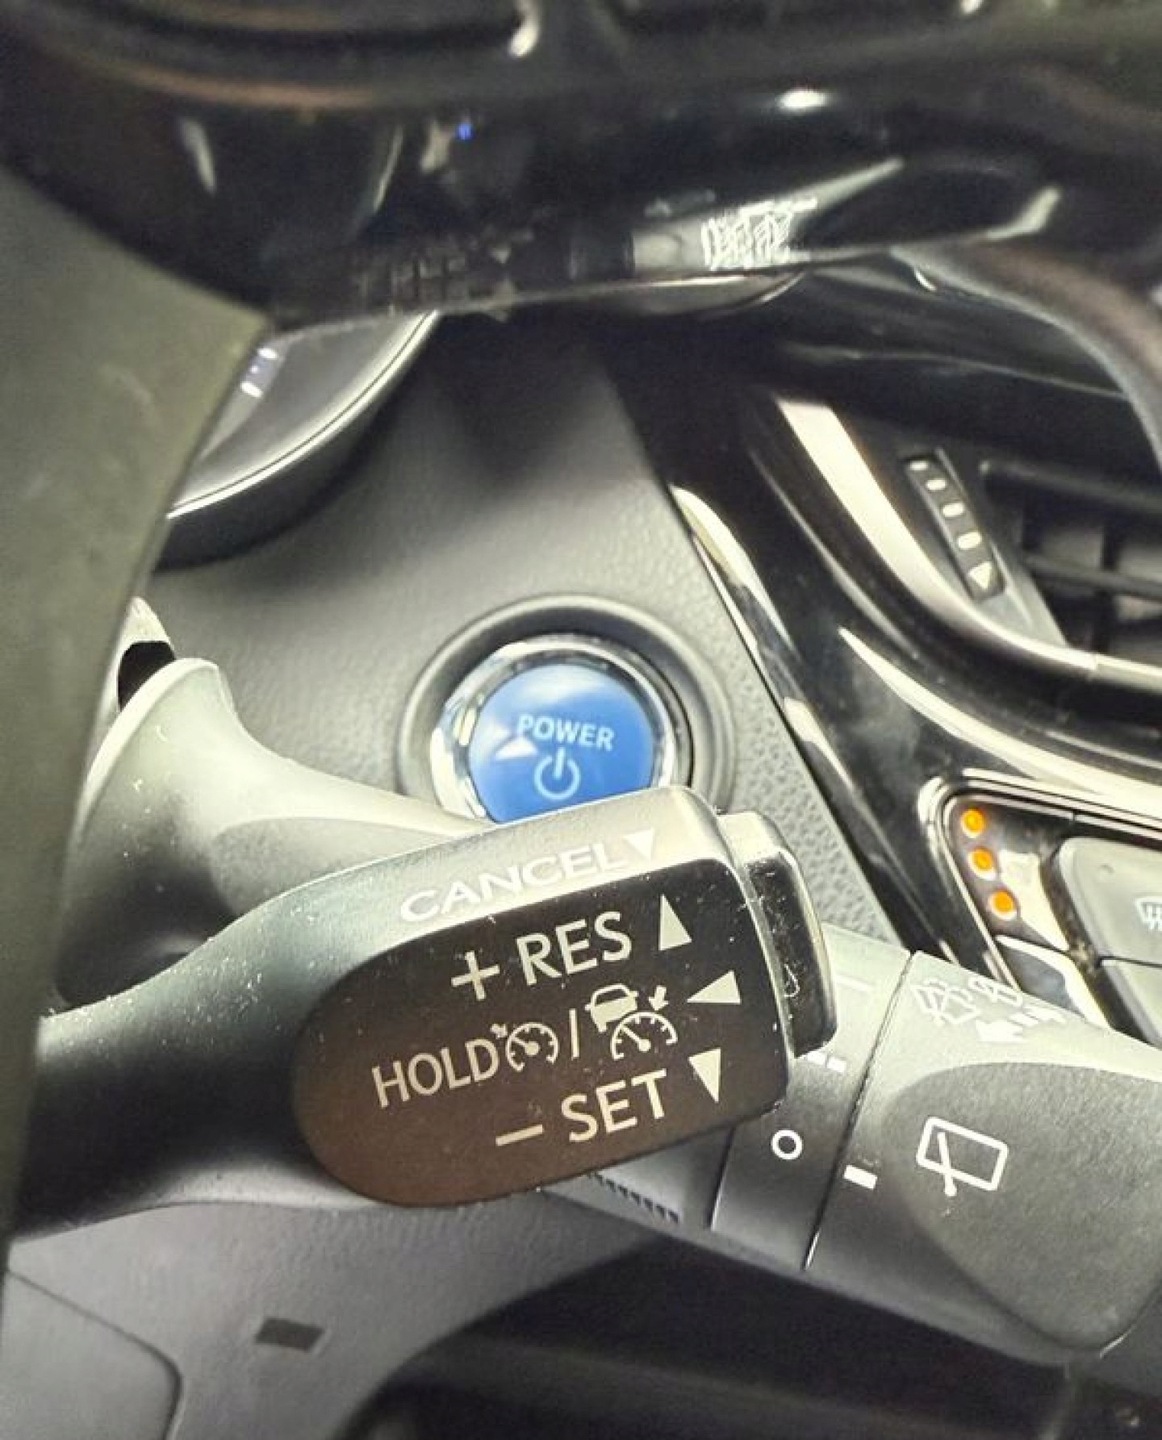 POWER
CANCEL
+ RES
HOLD /
– SET